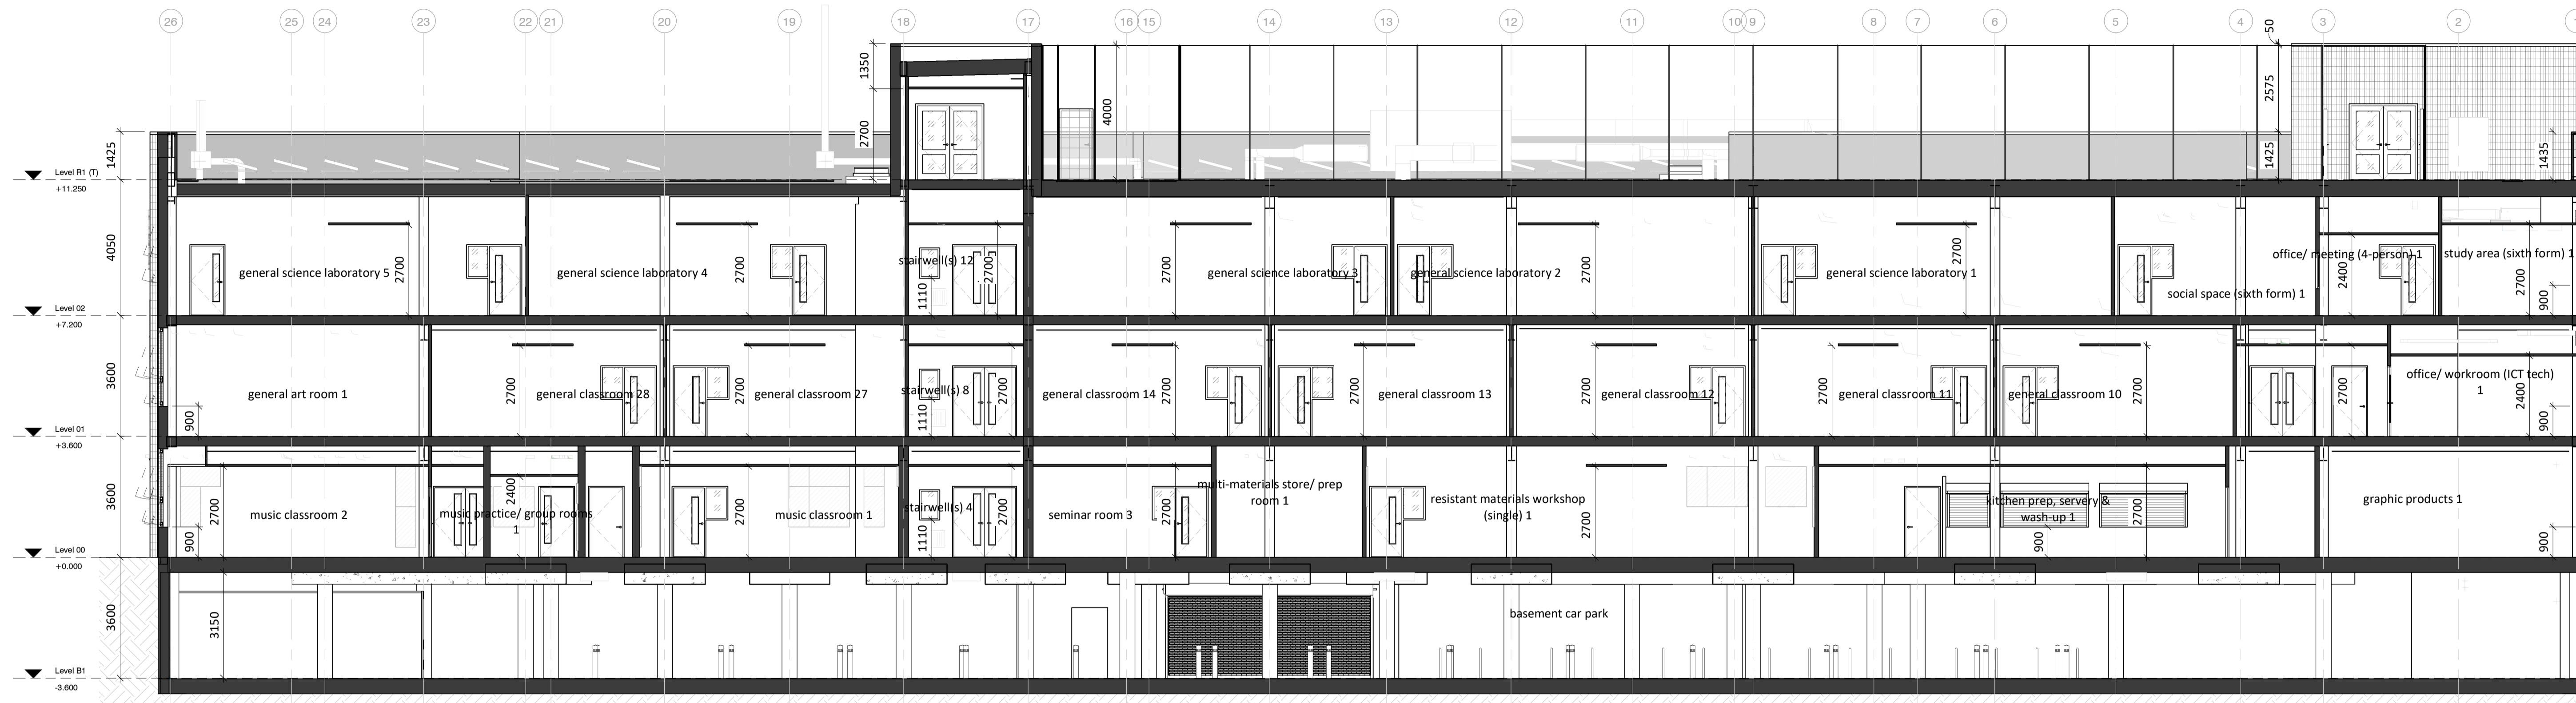 26 25 24 23 22 21 20 19 18 17 16 15 14 13 12 11 10 9 8 7 6 5 4 3 2
50
1350
2700
4000
2575
1425
1425
1435
Level R1 (T)
+11.250
4050
general science laboratory 5
2700
general science laboratory 4
2700
stairwell(s) 12
2700
1110
2700
general science laboratory 3
general science laboratory 2
2700
general science laboratory 1
2700
social space (sixth form) 1
office/ meeting (4-person) 1
2400
study area (sixth form) 1
2700
900
Level 02
+7.200
3600
general art room 1
900
2700
general classroom 28
2700
general classroom 27
stairwell(s) 8
2700
1110
general classroom 14
2700
2700
general classroom 13
2700
general classroom 12
2700
general classroom 11
general classroom 10
2700
2700
office/ workroom (ICT tech)
1
2400
900
Level 01
+3.600
3600
900
2700
music classroom 2
2400
music practice/ group rooms
1
2700
music classroom 1
stairwell(s) 4
2700
1110
seminar room 3
2700
multi-materials store/ prep
room 1
resistant materials workshop
(single) 1
2700
kitchen prep, servery &
wash-up 1
900
2700
graphic products 1
900
Level 00
+0.000
3600
3150
basement car park
Level B1
-3.600